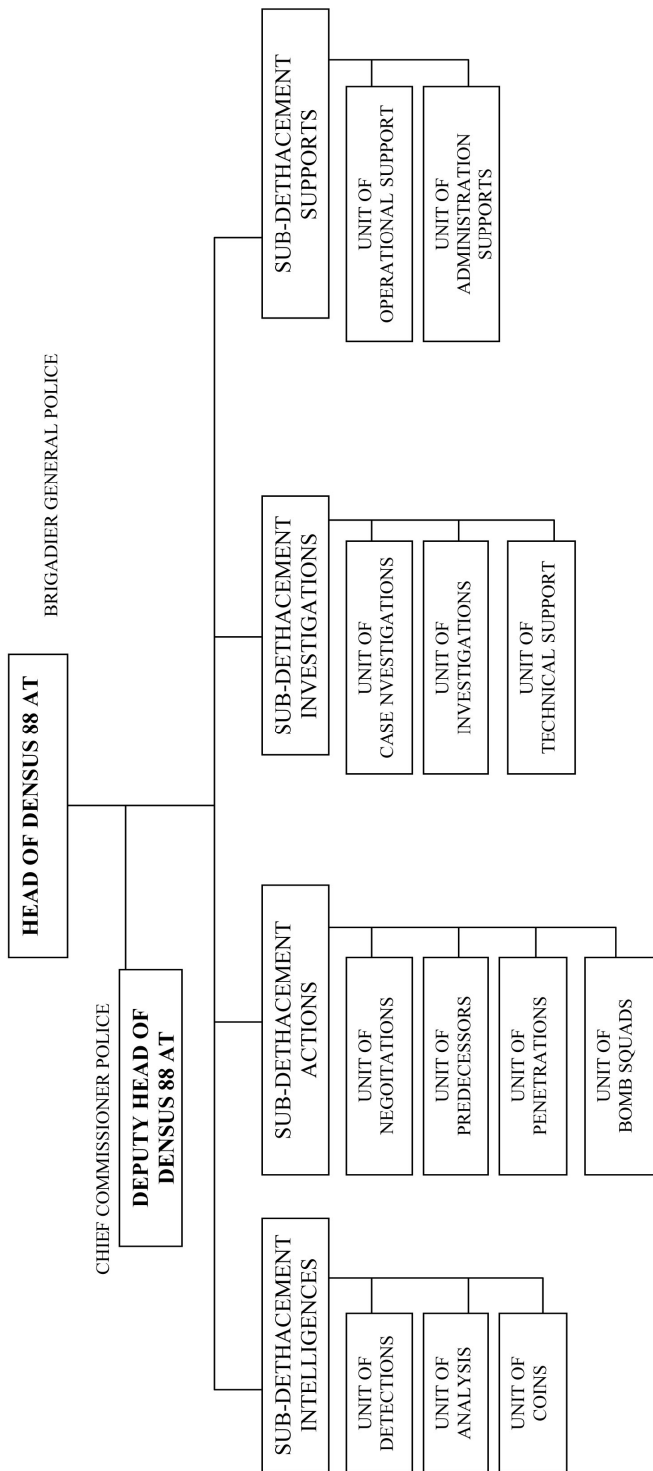 BRIGADIER GENERAL POLICE
HEAD OF DENSUS 88 AT
CHIEF COMMISSIONER POLICE
DEPUTY HEAD OF
DENSUS 88 AT
SUB-DETHACEMENT
INTELLIGENCES
UNIT OF
DETECTIONS
UNIT OF
ANALYSIS
UNIT OF
COINS
SUB-DETHACEMENT
ACTIONS
UNIT OF
NEGOITATIONS
UNIT OF
PREDECESSORS
UNIT OF
PENETRATIONS
UNIT OF
BOMB SQUADS
SUB-DETHACEMENT
INVESTIGATIONS
UNIT OF
CASE NVESTIGATIONS
UNIT OF
INVESTIGATIONS
UNIT OF
TECHNICAL SUPPORT
SUB-DETHACEMENT
SUPPORTS
UNIT OF
OPERATIONAL SUPPORT
UNIT OF
ADMINISTRATION
SUPPORTS